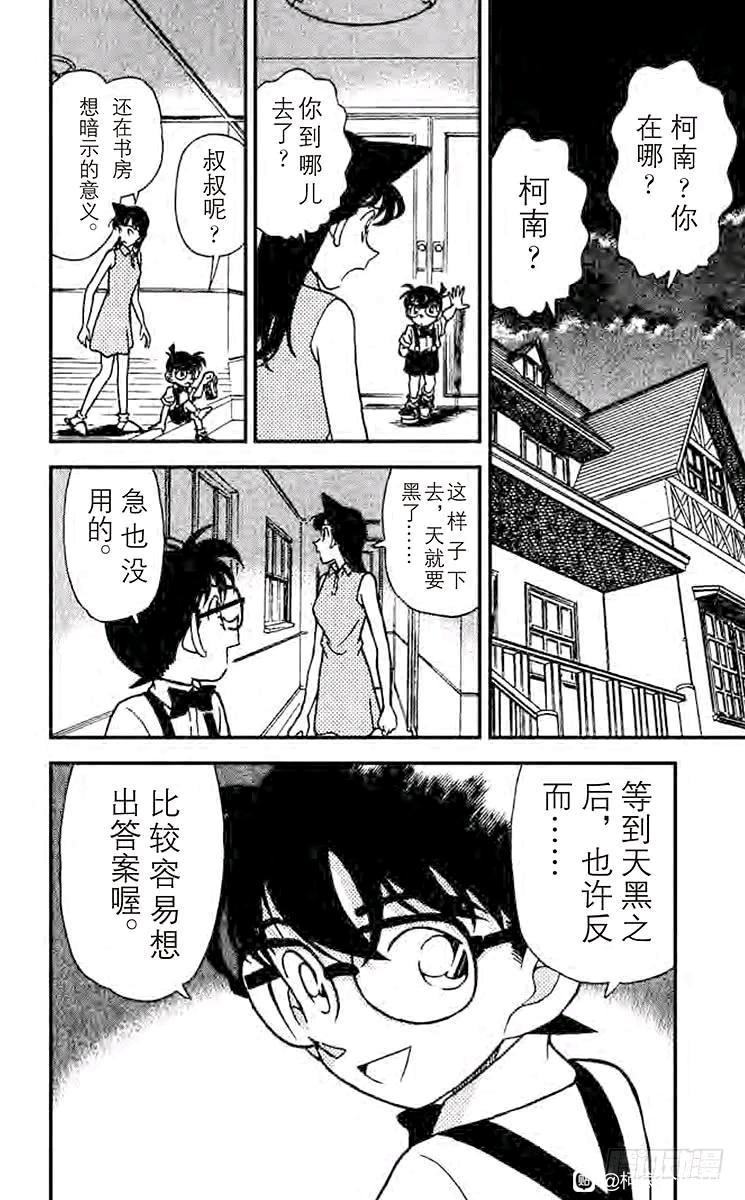 柯南？你
在哪？
柯南？
你到哪儿
去了？
叔叔呢？
还在书房
想暗示的意义。
这样子下
去，天就要
黑了……
急也没
用的。
等到天黑之
后，也许反
而……
比较容易想
出答案喔。